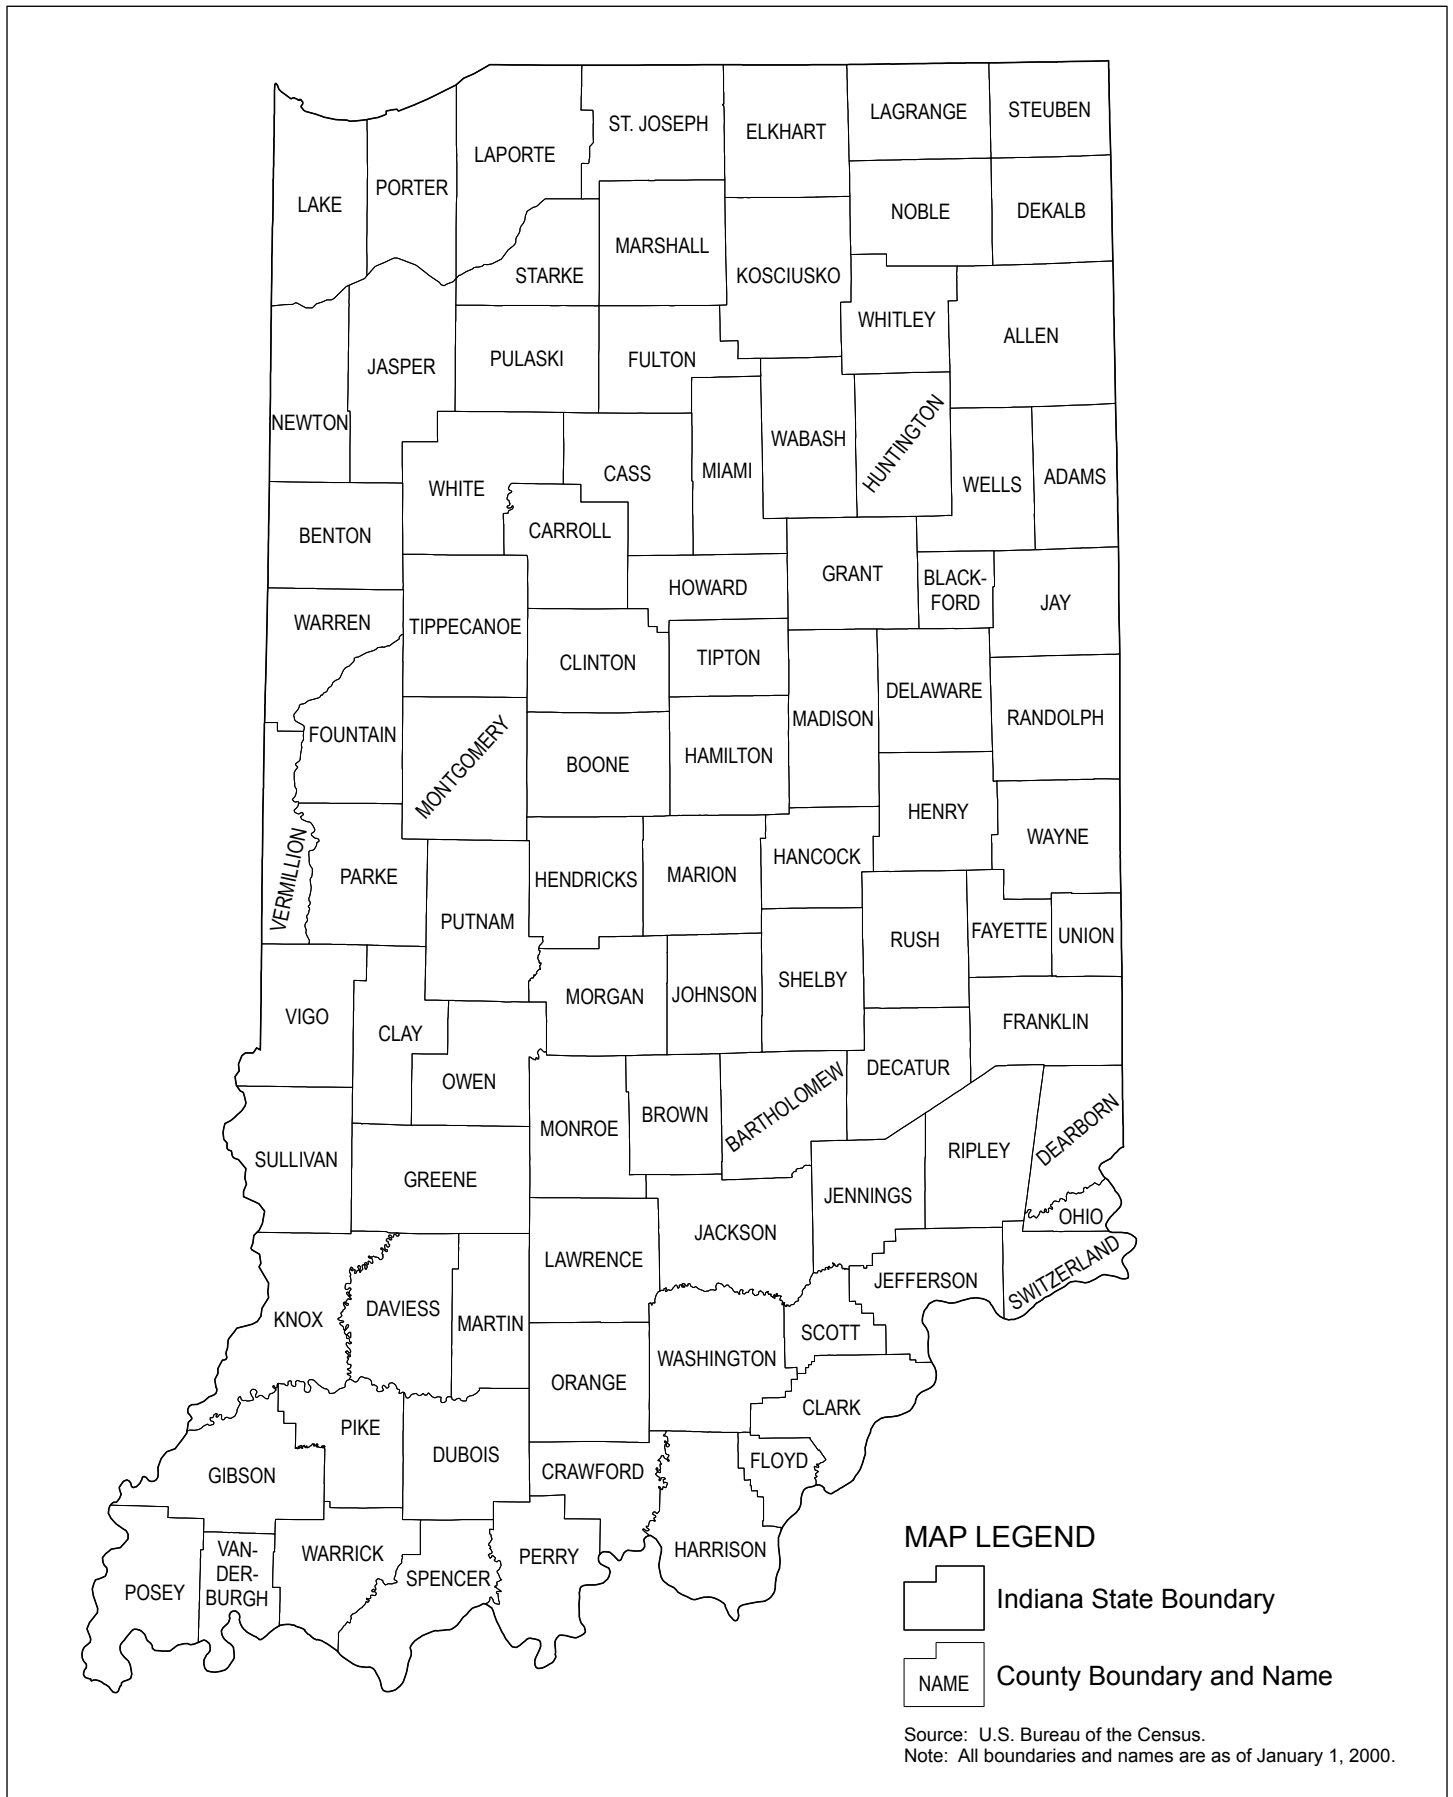 LAGRANGE
STEUBEN
ST. JOSEPH
ELKHART
LAPORTE
PORTER
LAKE
NOBLE
DEKALB
MARSHALL
STARKE
KOSCIUSKO
WHITLEY
ALLEN
PULASKI
FULTON
JASPER
NEWTON
WABASH
HUNTINGTON
CASS
MIAMI
WHITE
WELLS
ADAMS
BENTON
CARROLL
GRANT
HOWARD
BLACK-
FORD
JAY
WARREN
TIPPECANOE
CLINTON
TIPTON
DELAWARE
MADISON
RANDOLPH
FOUNTAIN
MONTGOMERY
BOONE
HAMILTON
HENRY
WAYNE
VERMILLION
PARKE
HENDRICKS
MARION
HANCOCK
PUTNAM
RUSH
FAYETTE
UNION
SHELBY
MORGAN
JOHNSON
VIGO
CLAY
FRANKLIN
OWEN
DECATUR
MONROE
BROWN
BARTHOLOMEW
DEARBORN
SULLIVAN
GREENE
RIPLEY
JENNINGS
OHIO
JACKSON
LAWRENCE
JEFFERSON
SWITZERLAND
KNOX
DAVIESS
MARTIN
SCOTT
WASHINGTON
ORANGE
CLARK
PIKE
DUBOIS
GIBSON
CRAWFORD
FLOYD
HARRISON
POSEY
VAN-
DER-
BURGH
WARRICK
SPENCER
PERRY
MAP LEGEND
Indiana State Boundary
NAME
County Boundary and Name
Source: U.S. Bureau of the Census.
Note: All boundaries and names are as of January 1, 2000.